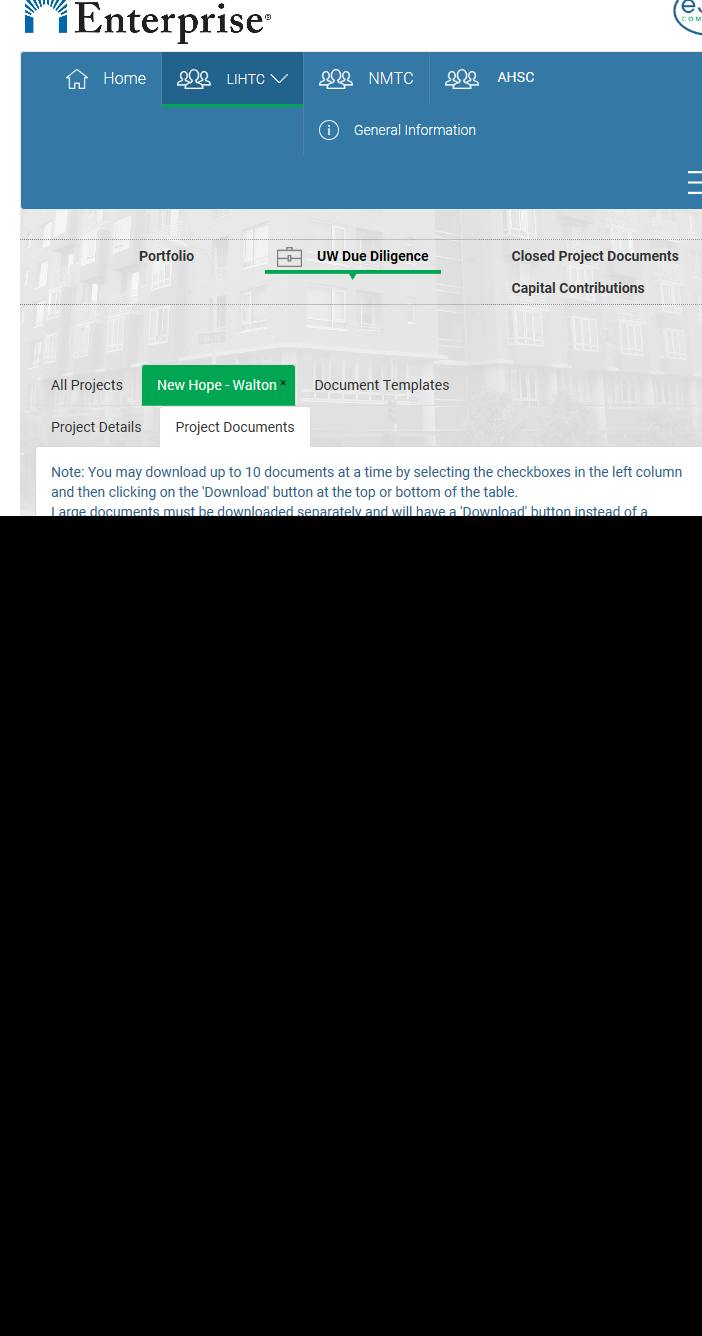 Enterprise
Home LIHTC NMTC AHSC
General Information
Portfolio UW Due Diligence Closed Project Documents
Capital Contributions
All Projects New Hope - Walton × Document Templates
Project Details Project Documents
Note: You may download up to 10 documents at a time by selecting the checkboxes in the left column
and then clicking on the 'Download' button at the top or bottom of the table.
Large documents must be downloaded separately and will have a 'Download' button instead of a